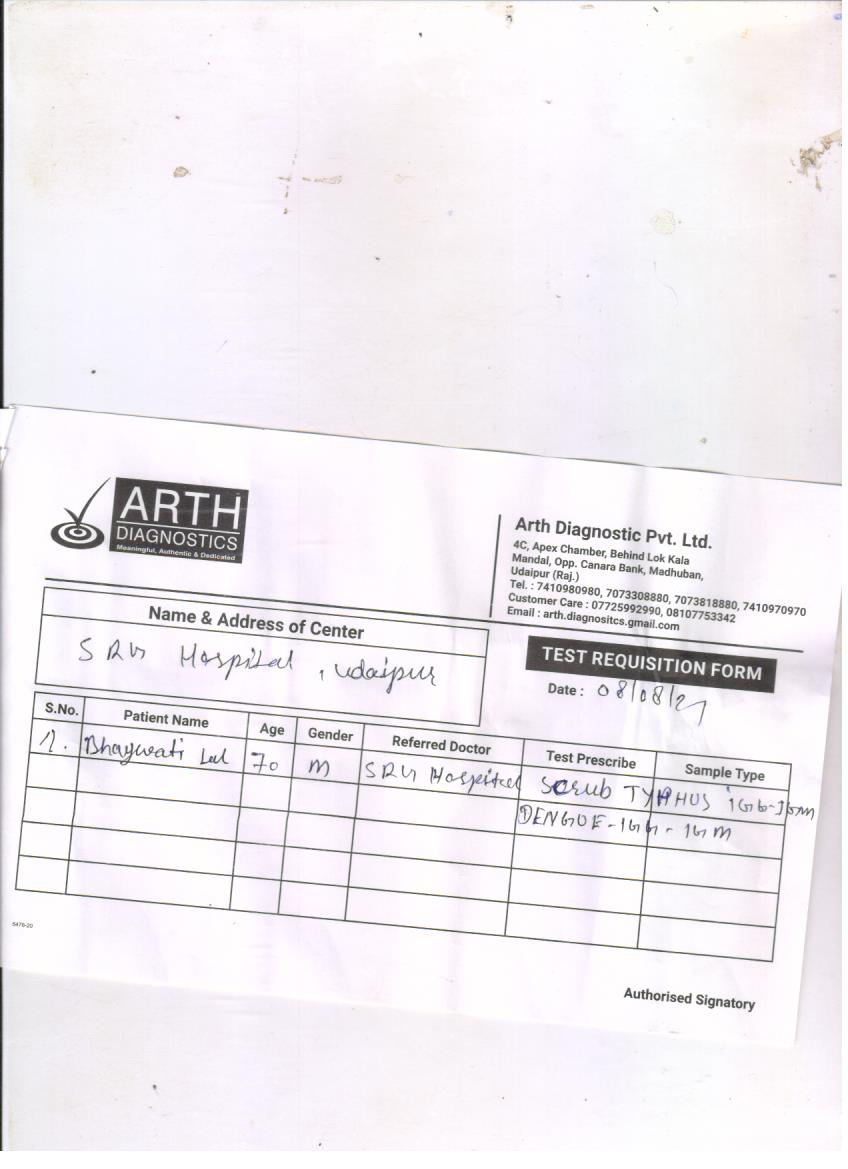 ARTH
DIAGNOSTICS
Meaningful, Authentic & Dedicated
Arth Diagnostic Pvt. Ltd.
4C, Apex Chamber, Behind Lok Kala
Mandal, Opp. Canara Bank, Madhuban,
Udaipur (Raj.)
Tel. : 7410980980, 7073308880, 7073818880, 7410970970
Customer Care : 07725992990, 08107753342
Email : arth.diagnositcs.gmail.com
Name & Address of Center
SRG Hospital, Udaipur
TEST REQUISITION FORM
Date : 08/08/21
S.No. Patient Name Age Gender Referred Doctor Test Prescribe Sample Type
1. Bhagwati Lal 70 M SRG Hospital Scrub TYPHUS IGG-IGM
DENGUE-IGG-IGM
5476-20
Authorised Signatory